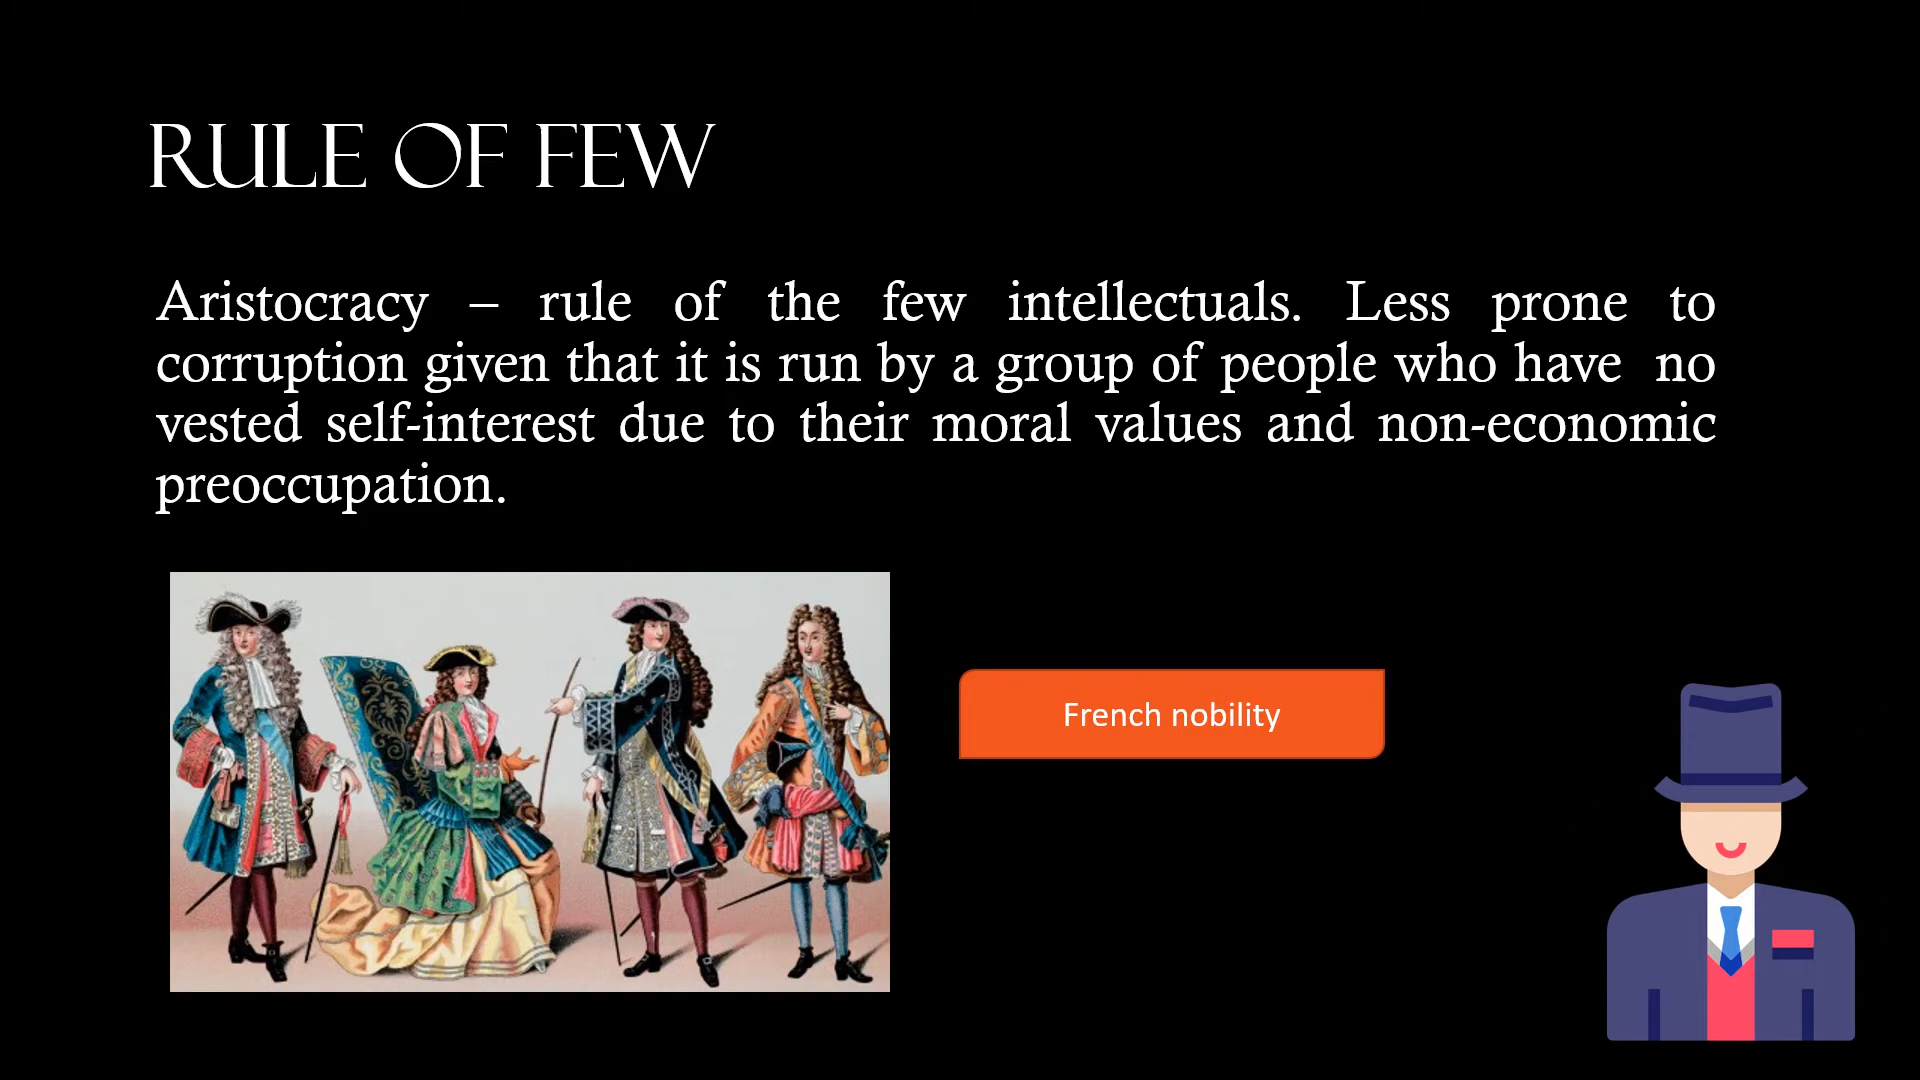 RULE OF FEW
Aristocracy – rule of the few intellectuals. Less prone to
corruption given that it is run by a group of people who have no
vested self-interest due to their moral values and non-economic
preoccupation.
French nobility